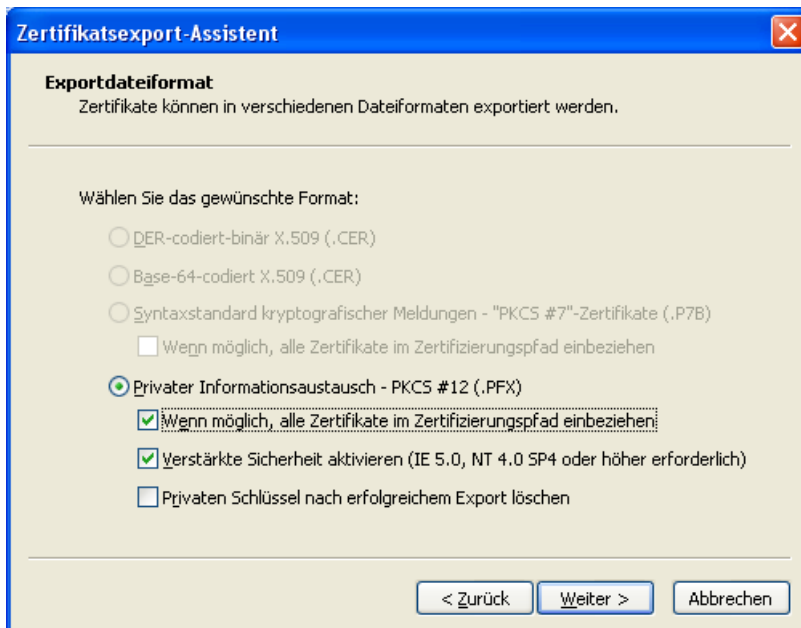 Zertifikatsexport-Assistent
Exportdateiformat
Zertifikate können in verschiedenen Dateiformaten exportiert werden.
Wählen Sie das gewünschte Format:
DER-codiert-binär X.509 (.CER)
Base-64-codiert X.509 (.CER)
Syntaxstandard kryptografischer Meldungen - "PKCS #7"-Zertifikate (.P7B)
Wenn möglich, alle Zertifikate im Zertifizierungspfad einbeziehen
Privater Informationsaustausch - PKCS #12 (.PFX)
Wenn möglich, alle Zertifikate im Zertifizierungspfad einbeziehen
Verstärkte Sicherheit aktivieren (IE 5.0, NT 4.0 SP4 oder höher erforderlich)
Privaten Schlüssel nach erfolgreichem Export löschen
< Zurück Weiter > Abbrechen